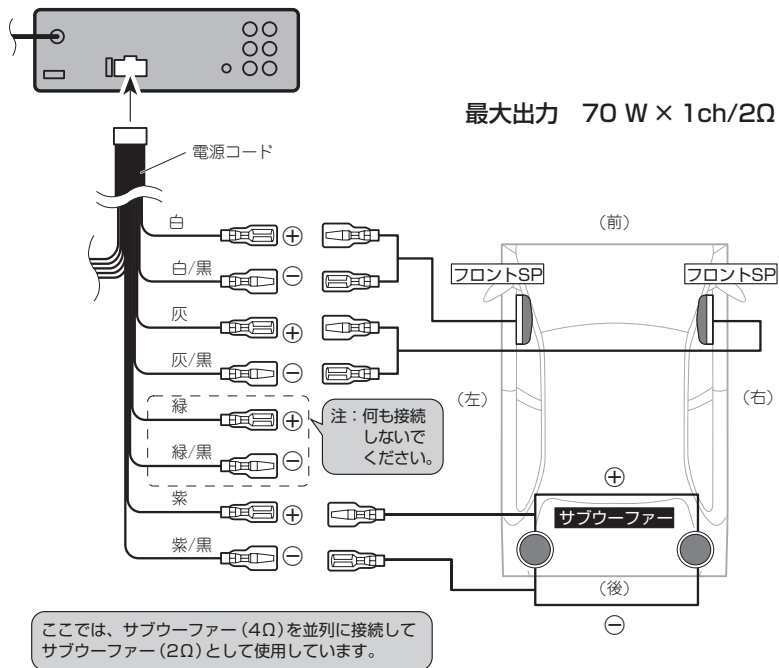 最大出力 70 W × 1ch/2Ω
電源コード
白
⊕
白/黒
⊖
灰
⊕
灰/黒
⊖
緑
⊕
緑/黒
⊖
紫
⊕
紫/黒
⊖
注：何も接続
しないで
ください。
（前）
フロントSP
フロントSP
（左）
（右）
⊕
サブウーファー
（後）
⊖
ここでは、サブウーファー（4Ω）を並列に接続して
サブウーファー（2Ω）として使用しています。